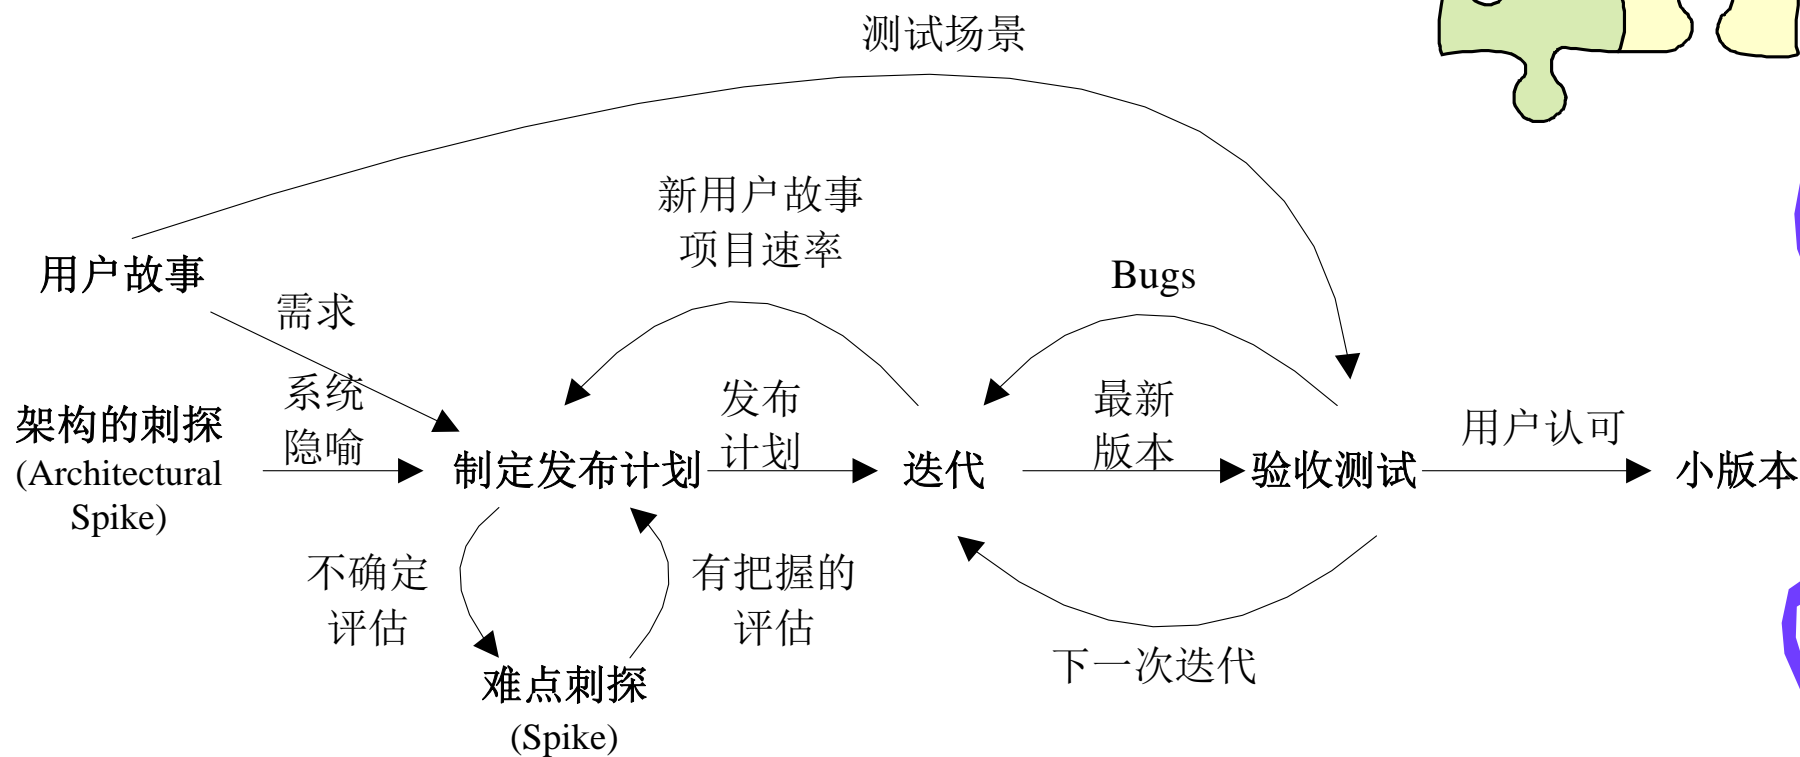 测试场景
新用户故事
项目速率
用户故事
Bugs
需求
系统
隐喻
架构的刺探
(Architectural
Spike)
制定发布计划
发布
计划
迭代
最新
版本
验收测试
用户认可
小版本
不确定
评估
有把握的
评估
难点刺探
(Spike)
下一次迭代